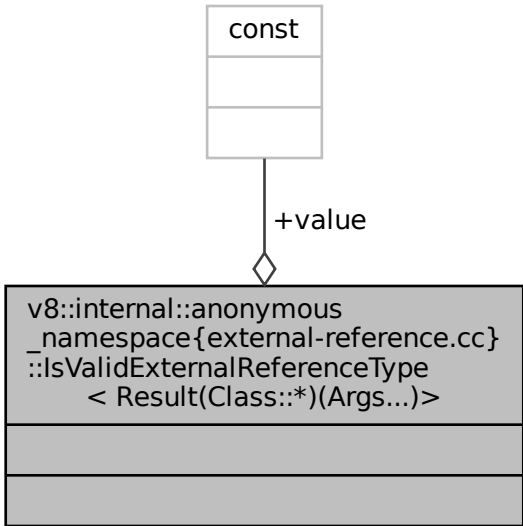 const
+value
v8::internal::anonymous
_namespace{external-reference.cc}
::IsValidExternalReferenceType
< Result(Class::*)(Args...)>